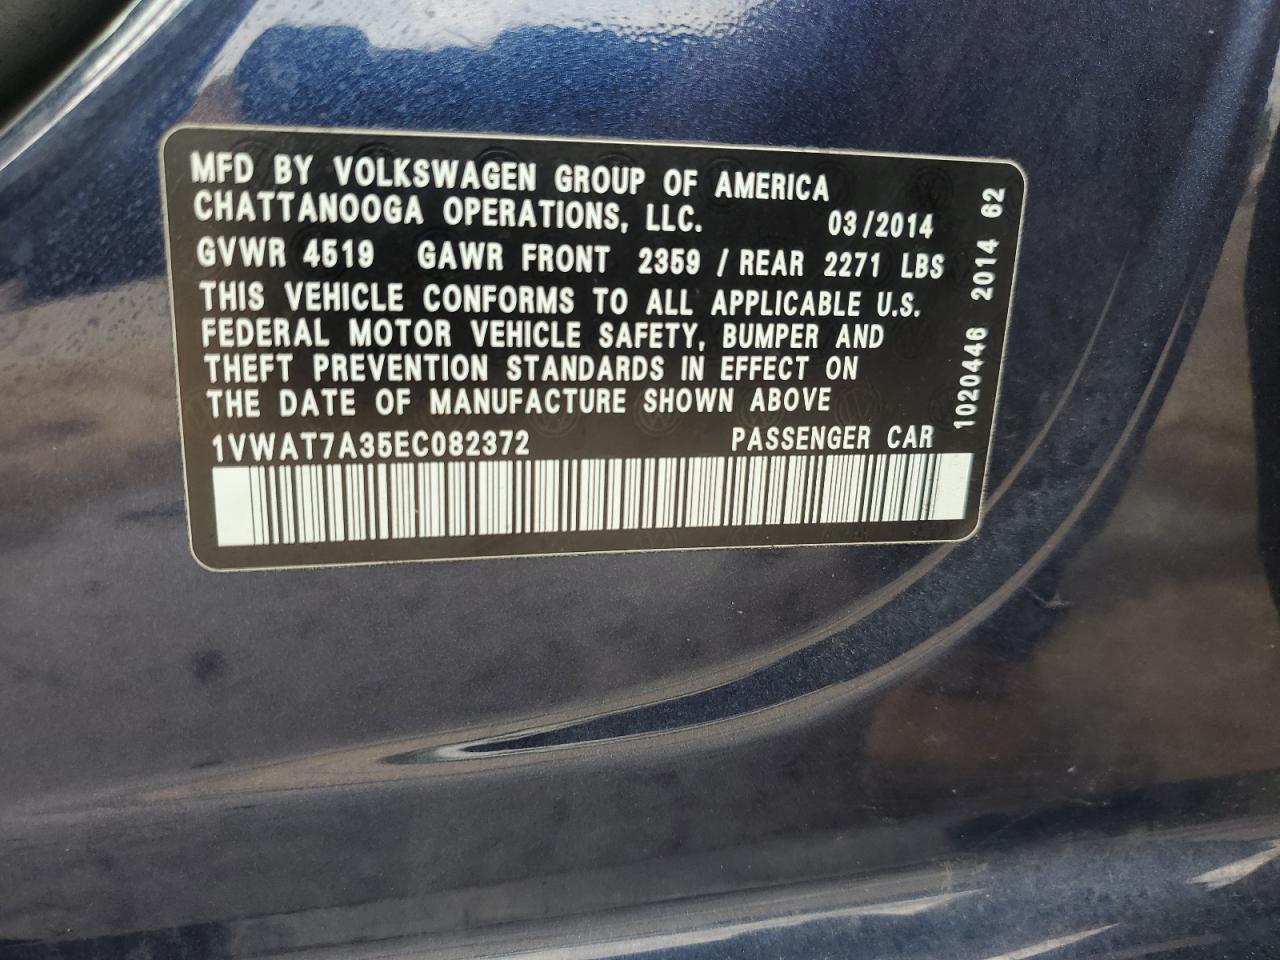 MFD BY VOLKSWAGEN GROUP OF AMERICA
CHATTANOOGA OPERATIONS, LLC. 03/2014
GVWR 4519 GAWR FRONT 2359 / REAR 2271 LBS
THIS VEHICLE CONFORMS TO ALL APPLICABLE U.S.
FEDERAL MOTOR VEHICLE SAFETY, BUMPER AND
THEFT PREVENTION STANDARDS IN EFFECT ON
THE DATE OF MANUFACTURE SHOWN ABOVE
1VWAT7A35EC082372 PASSENGER CAR
1020446 2014 62